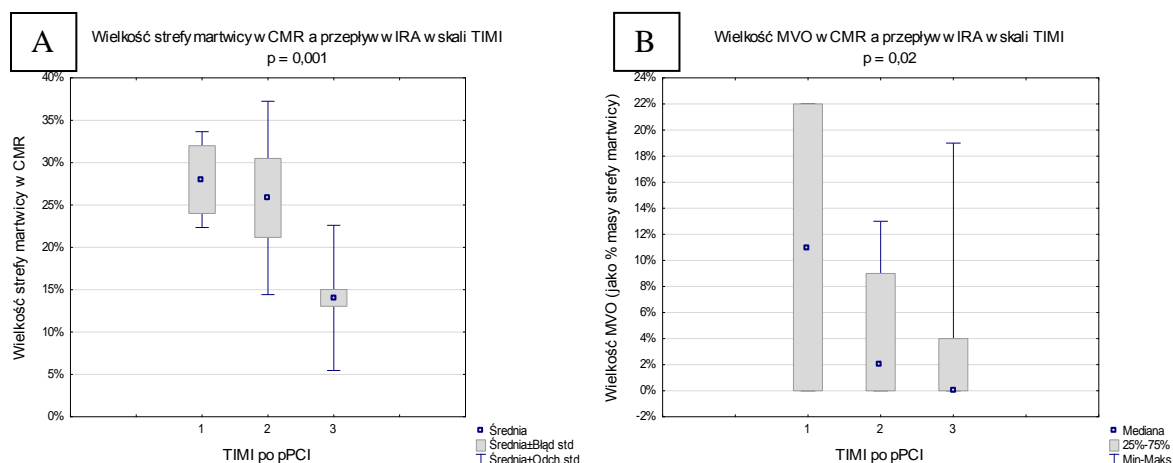 A
Wielkość strefy martwicy w CMR a przepływ w IRA w skali TIMI
p = 0,001
40%
35%
30%
25%
20%
15%
10%
5%
0%
Wielkość strefy martwicy w CMR
1 2 3
TIMI po pPCI
Średnia
Średnia±Błąd std
Średnia±Odch.std
B
Wielkość MVO w CMR a przepływ w IRA w skali TIMI
p = 0,02
24%
22%
20%
18%
16%
14%
12%
10%
8%
6%
4%
2%
0%
-2%
Wielkość MVO (jako % masy strefy martwicy)
1 2 3
TIMI po pPCI
Mediana
25%-75%
Min-Maks